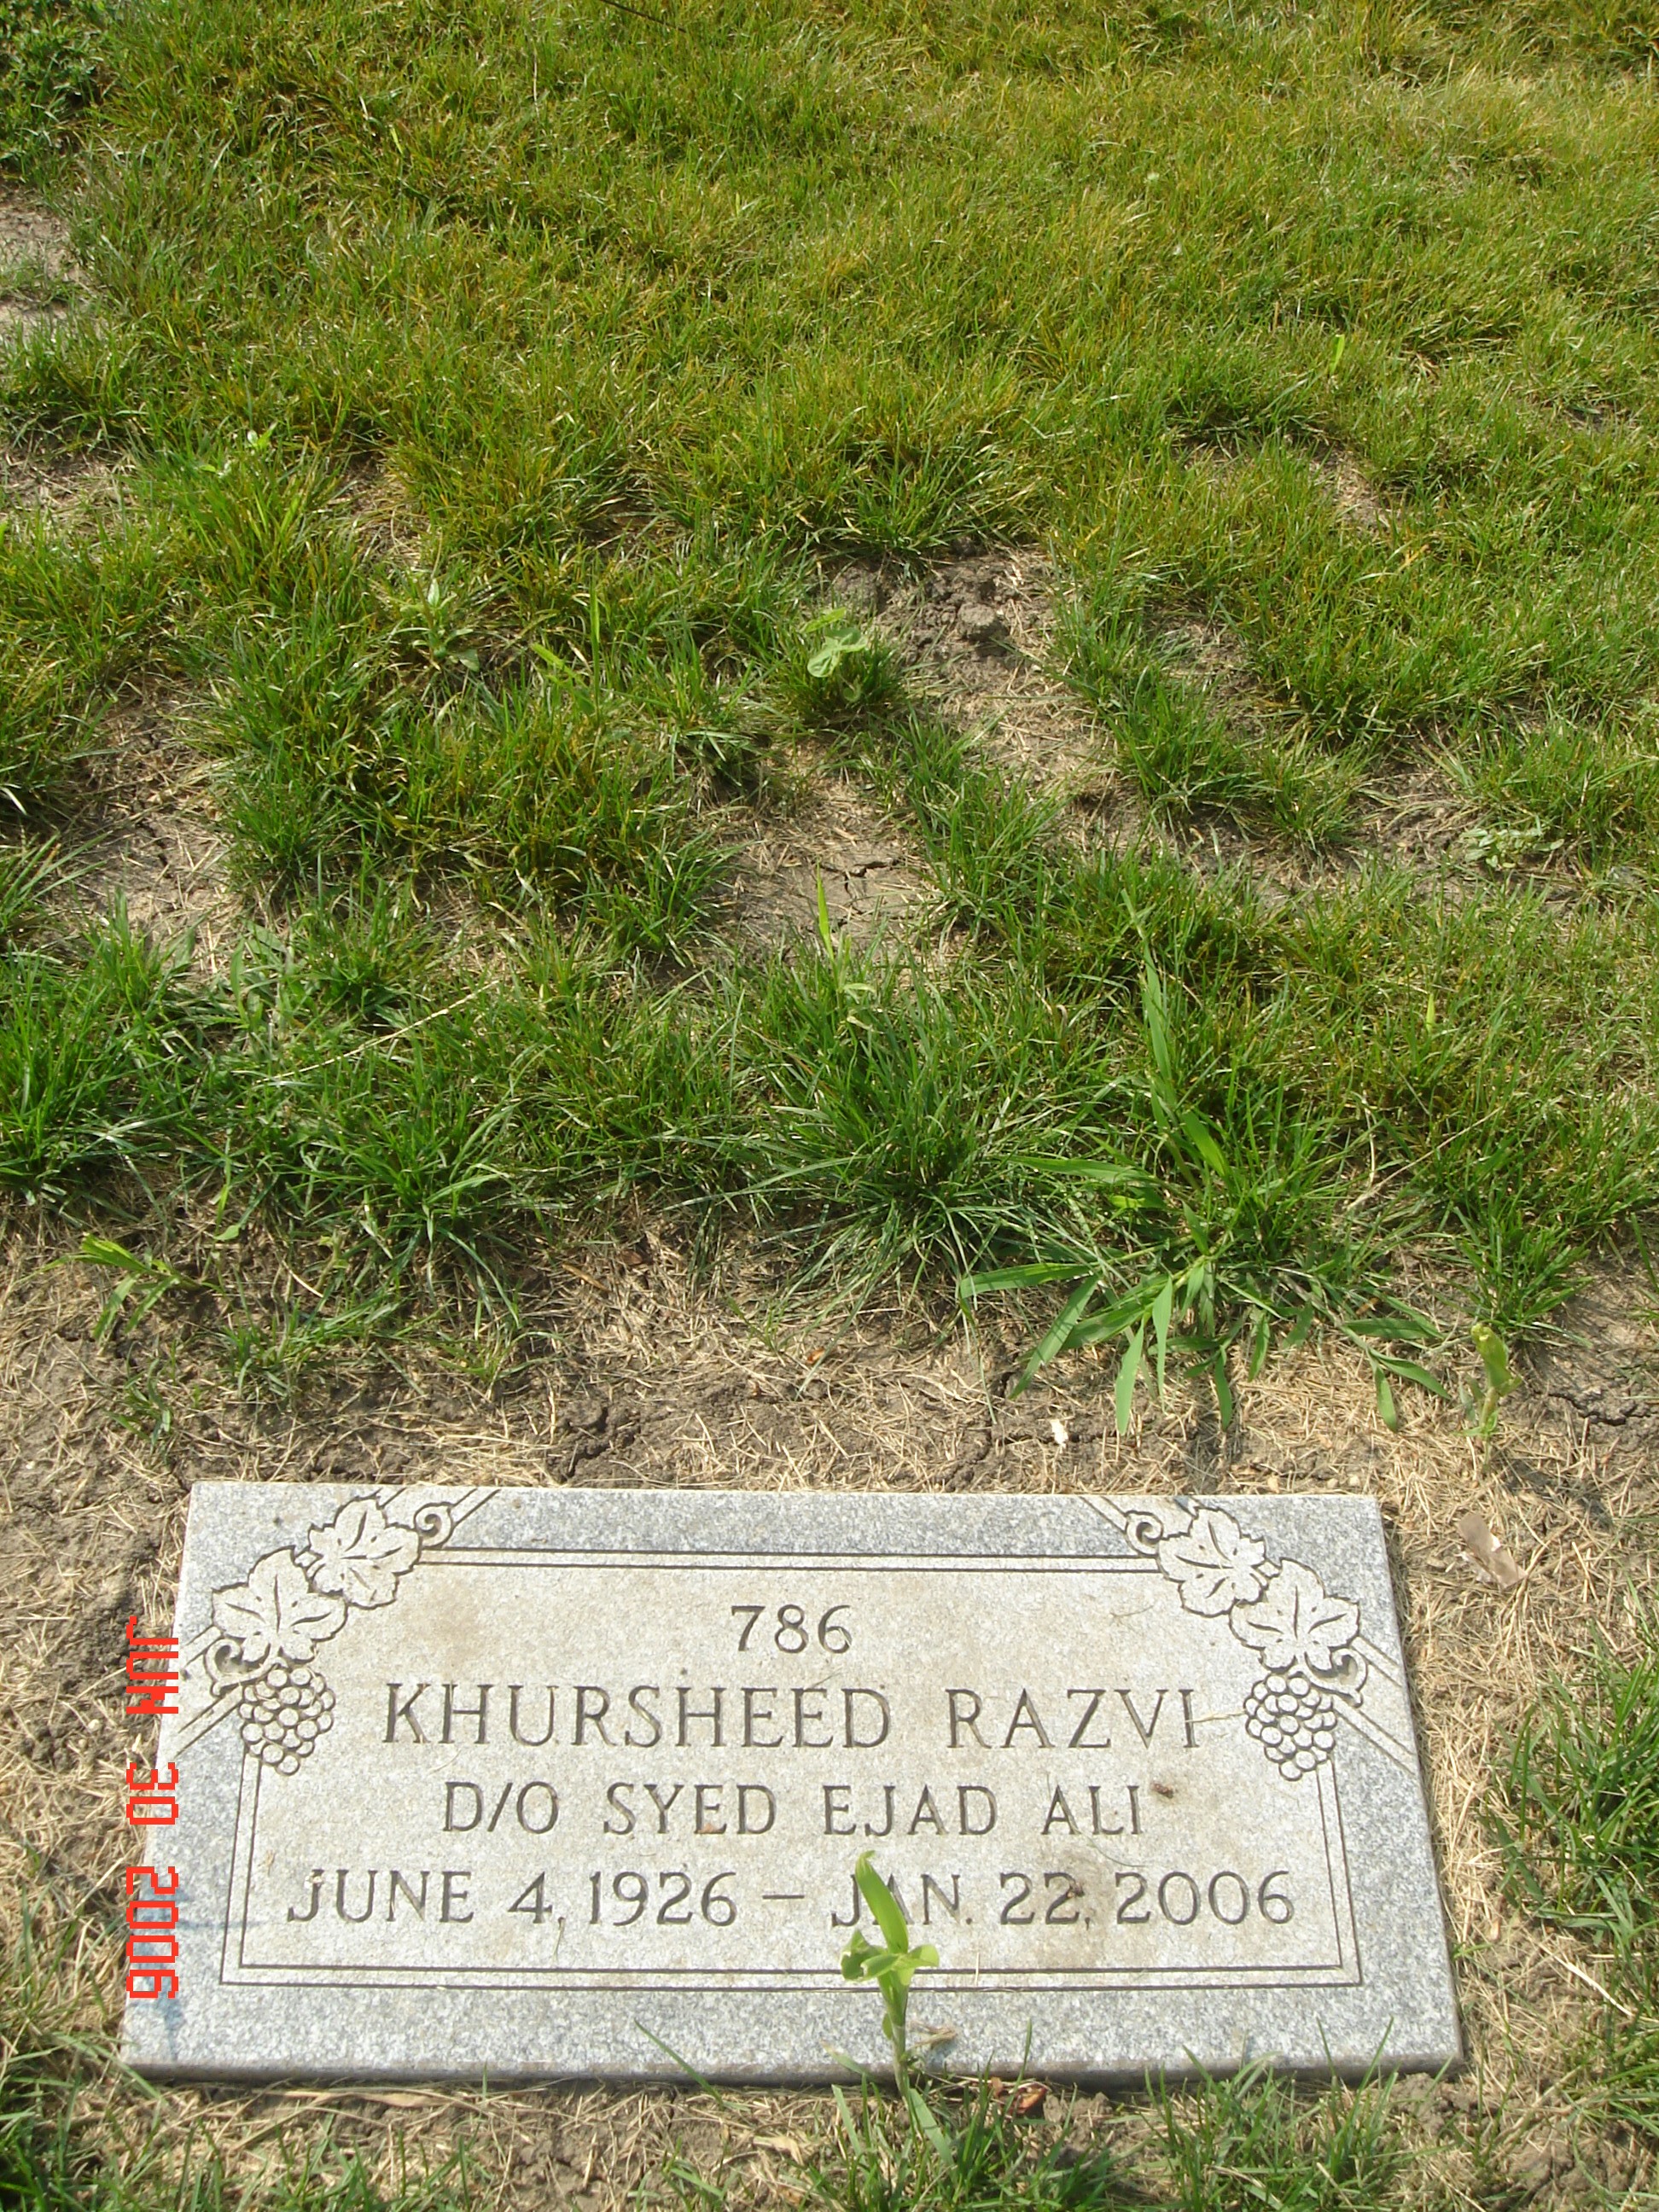 786
KHURSHEED RAZVI
D/O SYED EJAD ALI
JUNE 4, 1926 — JAN. 22, 2006
JUN 30 2006